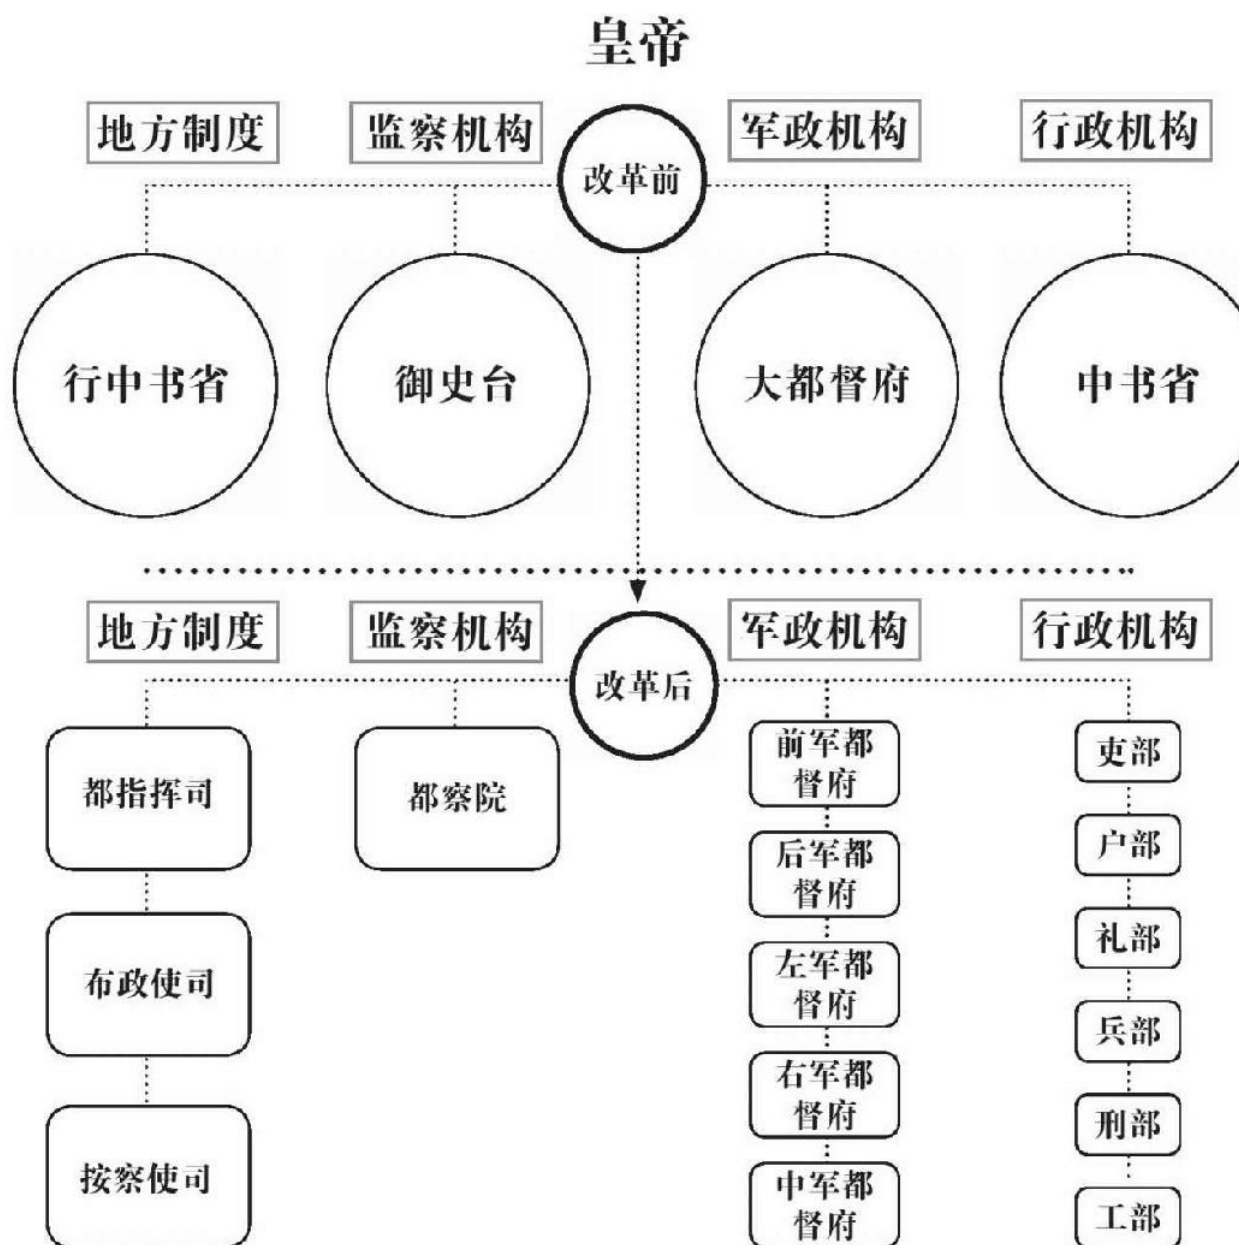 皇帝
地方制度
监察机构
改革前
军政机构
行政机构
行中书省
御史台
大都督府
中书省
地方制度
监察机构
改革后
军政机构
行政机构
都指挥司
布政使司
按察使司
都察院
前军都
督府
后军都
督府
左军都
督府
右军都
督府
中军都
督府
吏部
户部
礼部
兵部
刑部
工部